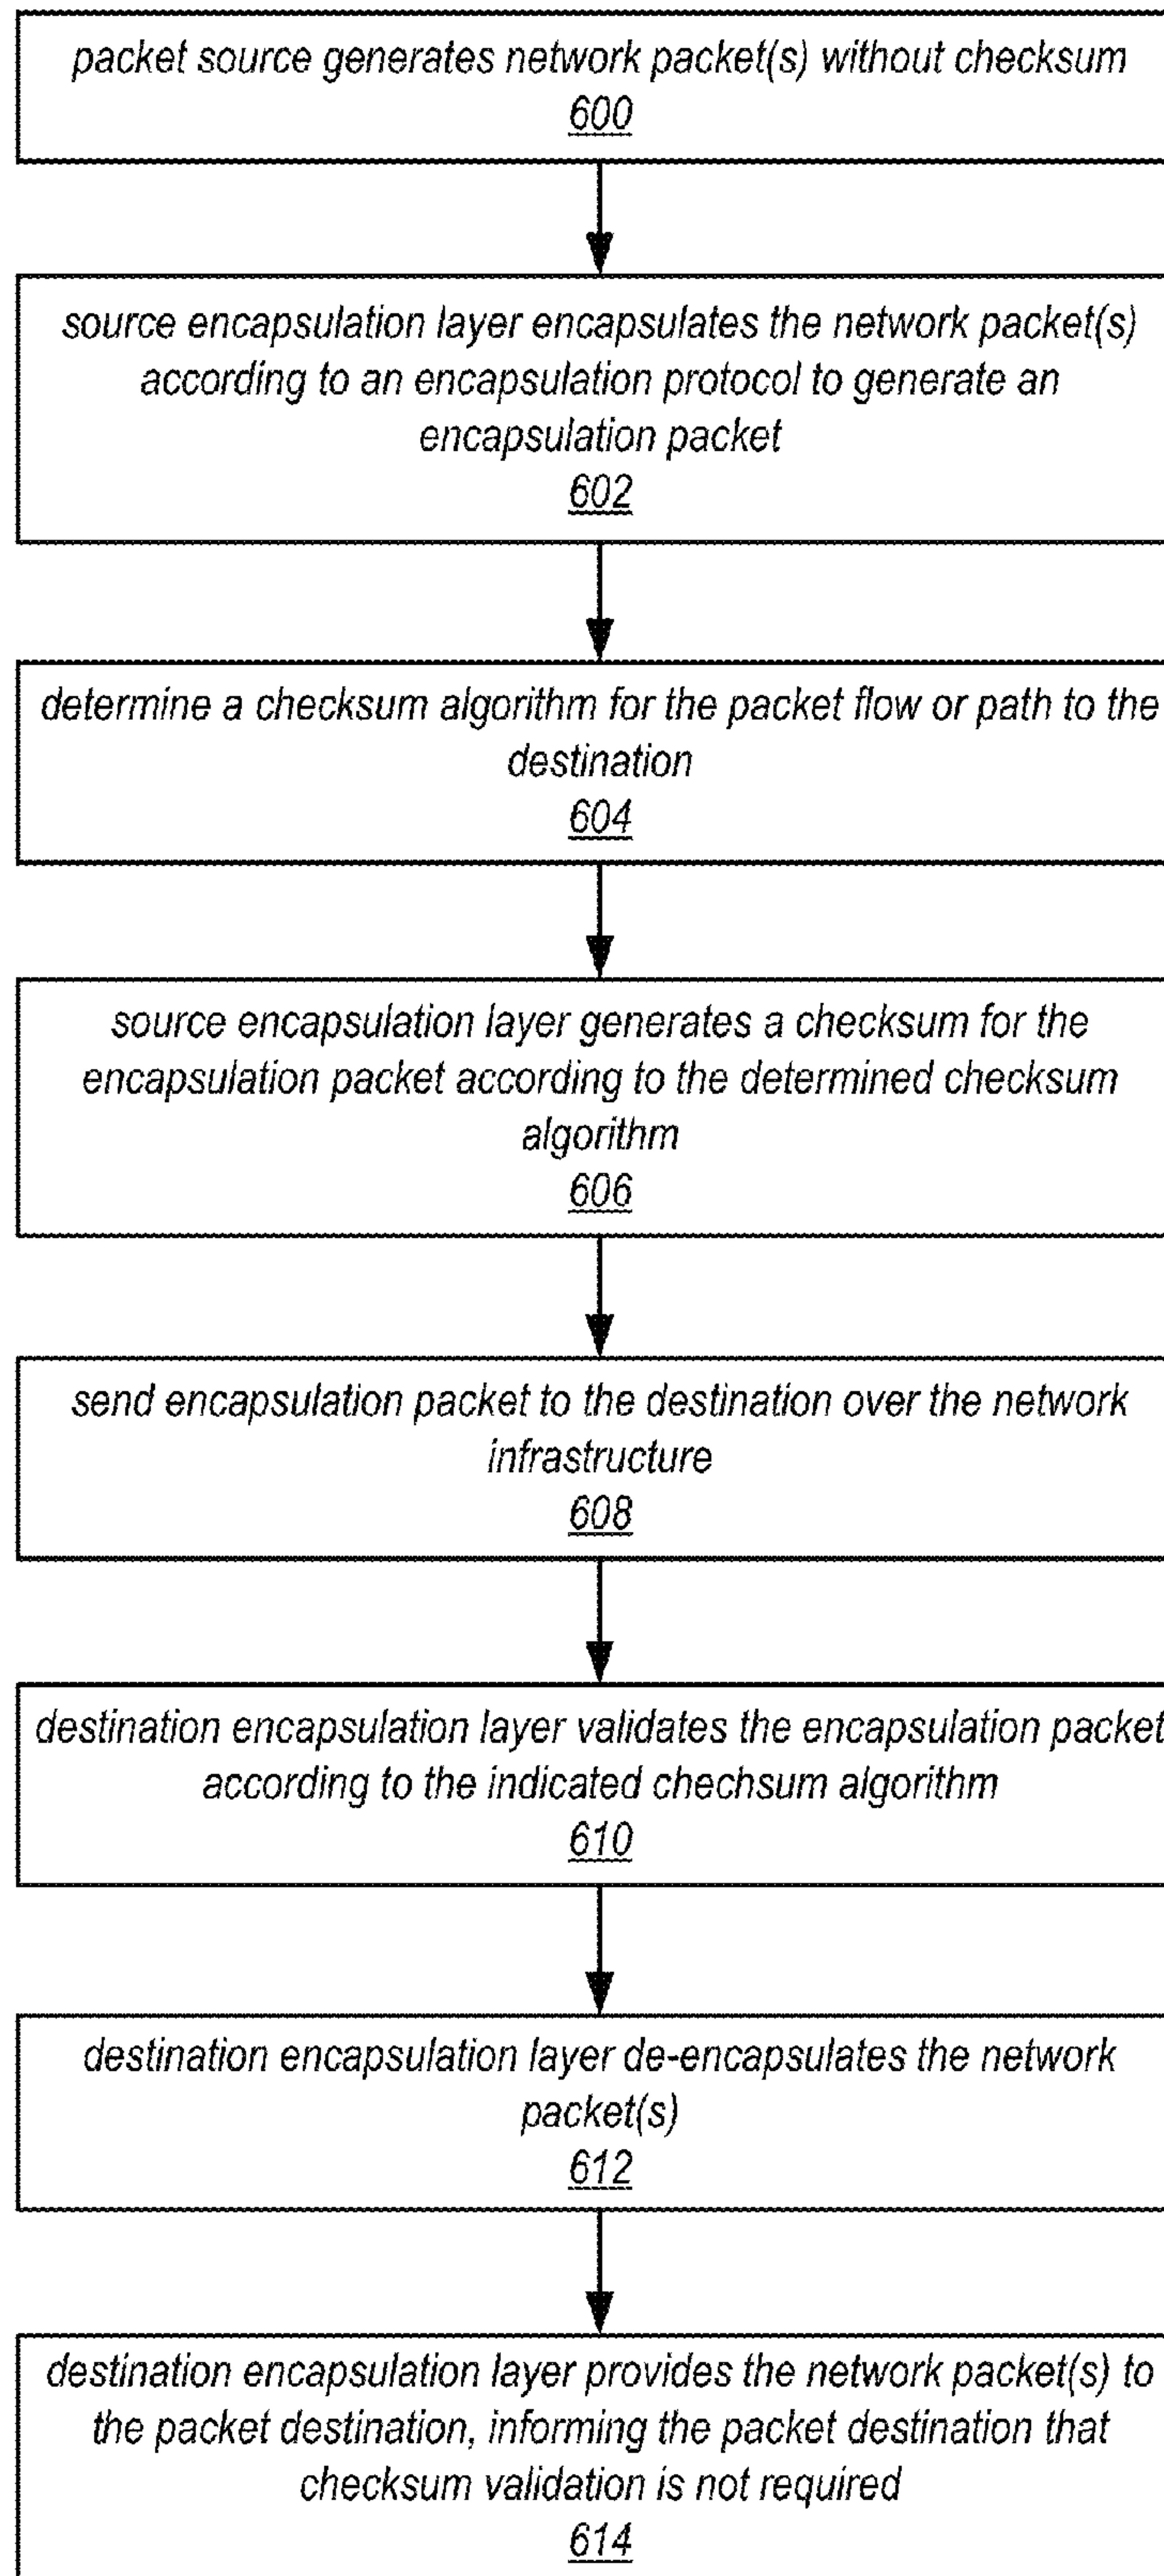 packet source generates network packet(s) without checksum
600
source encapsulation layer encapsulates the network packet(s)
according to an encapsulation protocol to generate an
encapsulation packet
602
determine a checksum algorithm for the packet flow or path to the
destination
604
source encapsulation layer generates a checksum for the
encapsulation packet according to the determined checksum
algorithm
606
send encapsulation packet to the destination over the network
infrastructure
608
destination encapsulation layer validates the encapsulation packet
according to the indicated chechsum algorithm
610
destination encapsulation layer de-encapsulates the network
packet(s)
612
destination encapsulation layer provides the network packet(s) to
the packet destination, informing the packet destination that
checksum validation is not required
614